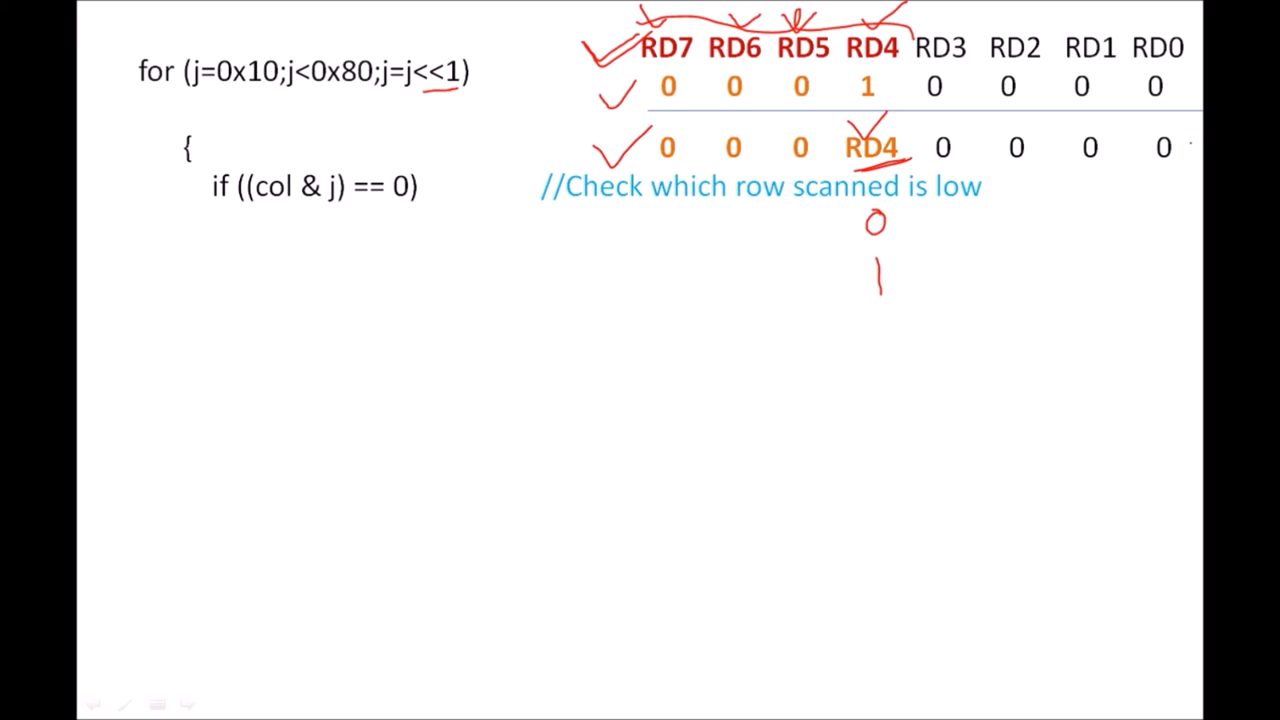 for (j=0x10;j<0x80;j=j<<1)
{
if ((col & j) == 0)
RD7 RD6 RD5 RD4 RD3 RD2 RD1 RD0
0 0 0 1 0 0 0 0
0 0 0 RD4 0 0 0 0
//Check which row scanned is low
0
1